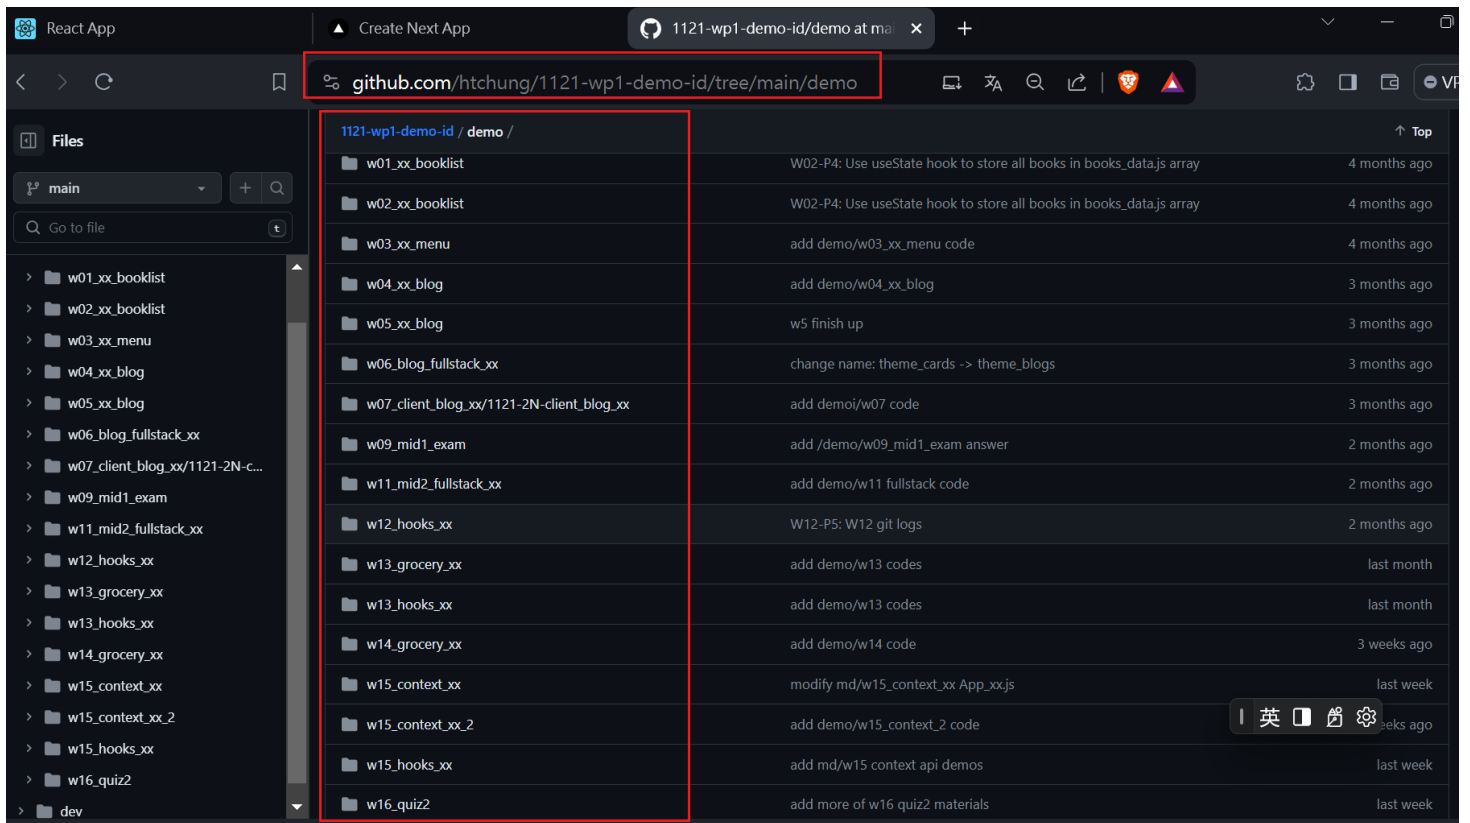 React App
Create Next App
1121-wp1-demo-id/demo at mai
github.com/htchung/1121-wp1-demo-id/tree/main/demo
VP
Files
main
Go to file
t
w01_xx_booklist
w02_xx_booklist
w03_xx_menu
w04_xx_blog
w05_xx_blog
w06_blog_fullstack_xx
w07_client_blog_xx/1121-2N-c...
w09_mid1_exam
w11_mid2_fullstack_xx
w12_hooks_xx
w13_grocery_xx
w13_hooks_xx
w14_grocery_xx
w15_context_xx
w15_context_xx_2
w15_hooks_xx
w16_quiz2
dev
1121-wp1-demo-id / demo /
Top
w01_xx_booklist W02-P4: Use useState hook to store all books in books_data.js array 4 months ago
w02_xx_booklist W02-P4: Use useState hook to store all books in books_data.js array 4 months ago
w03_xx_menu add demo/w03_xx_menu code 4 months ago
w04_xx_blog add demo/w04_xx_blog 3 months ago
w05_xx_blog w5 finish up 3 months ago
w06_blog_fullstack_xx change name: theme_cards -> theme_blogs 3 months ago
w07_client_blog_xx/1121-2N-client_blog_xx add demoi/w07 code 3 months ago
w09_mid1_exam add /demo/w09_mid1_exam answer 2 months ago
w11_mid2_fullstack_xx add demo/w11 fullstack code 2 months ago
w12_hooks_xx W12-P5: W12 git logs 2 months ago
w13_grocery_xx add demo/w13 codes last month
w13_hooks_xx add demo/w13 codes last month
w14_grocery_xx add demo/w14 code 3 weeks ago
w15_context_xx modify md/w15_context_xx App_xx.js last week
w15_context_xx_2 add demo/w15_context_2 code eeks ago
英
w15_hooks_xx add md/w15 context api demos last week
w16_quiz2 add more of w16 quiz2 materials last week